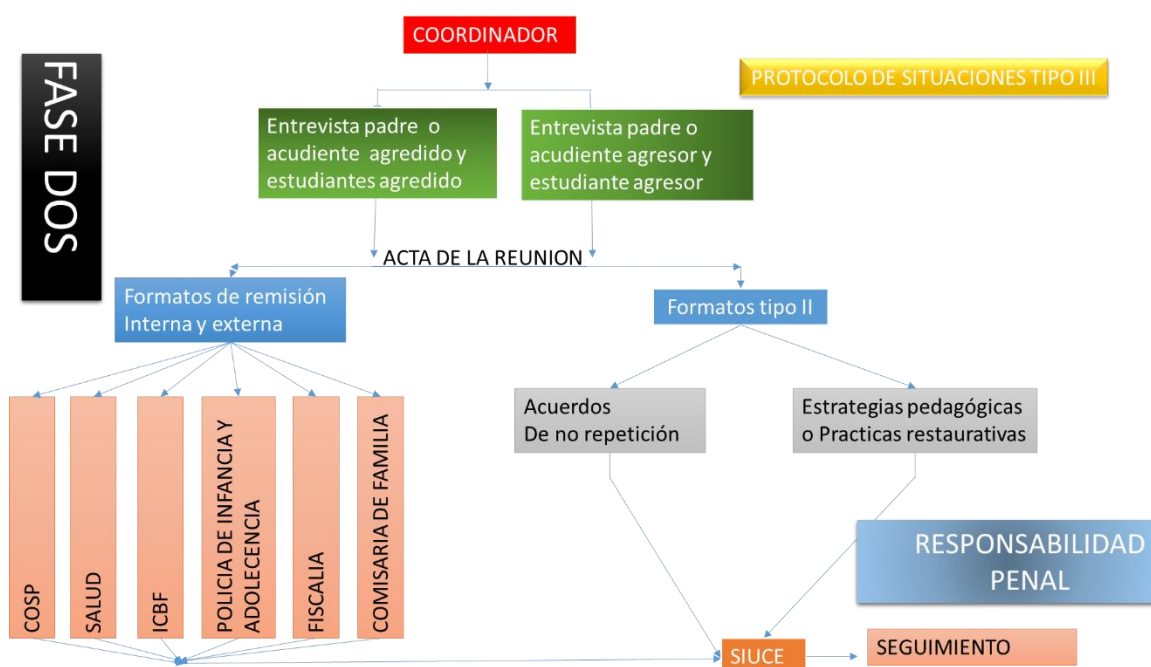 COORDINADOR
FASE DOS
PROTOCOLO DE SITUACIONES TIPO III
Entrevista padre o
acudiente agredido y
estudiantes agredido
Entrevista padre o
acudiente agresor y
estudiante agresor
ACTA DE LA REUNION
Formatos de remisión
Interna y externa
Formatos tipo II
COSP
SALUD
ICBF
POLICIA DE INFANCIA Y
ADOLECENCIA
FISCALIA
COMISARIA DE FAMILIA
Acuerdos
De no repetición
Estrategias pedagógicas
o Practicas restaurativas
RESPONSABILIDAD
PENAL
SIUCE
SEGUIMIENTO